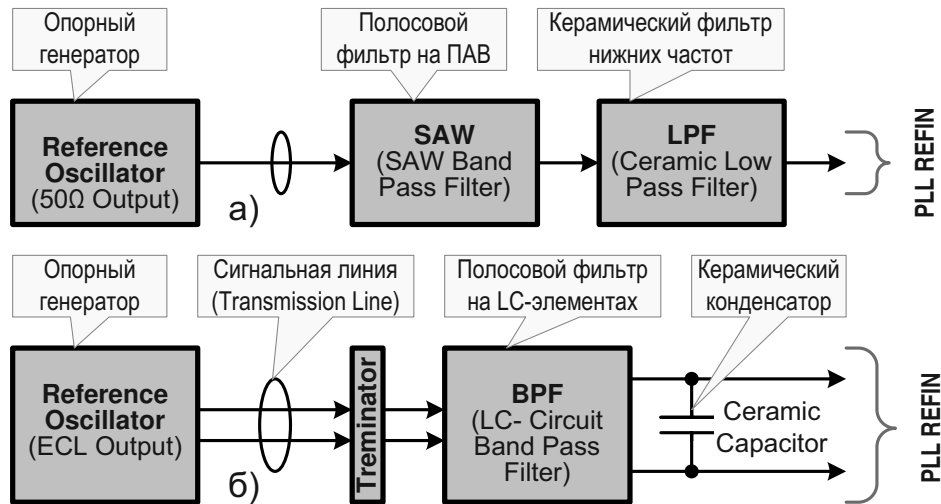 Опорный
генератор
Полосовой
фильтр на ПАВ
Керамический фильтр
нижних частот
Reference
Oscillator
(50Ω Output)
а)
SAW
(SAW Band
Pass Filter)
LPF
(Ceramic Low
Pass Filter)
PLL REFIN
Опорный
генератор
Сигнальная линия
(Transmission Line)
Полосовой фильтр
на LC-элементах
Керамический
конденсатор
Reference
Oscillator
(ECL Output)
б)
Treminator
BPF
(LC- Circuit
Band Pass
Filter)
Ceramic
Capacitor
PLL REFIN